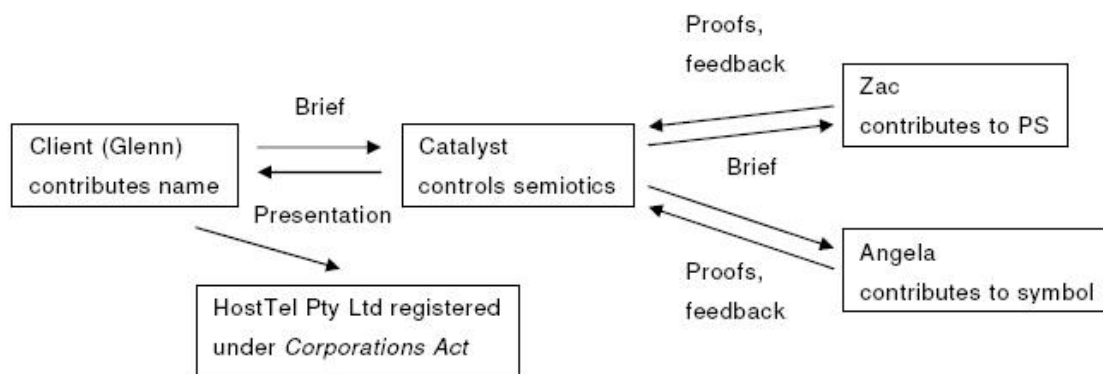 Proofs,
feedback
Zac
contributes to PS
Brief
Client (Glenn)
contributes name
Catalyst
controls semiotics
Brief
Presentation
Angela
contributes to symbol
Proofs,
feedback
HostTel Pty Ltd registered
under Corporations Act